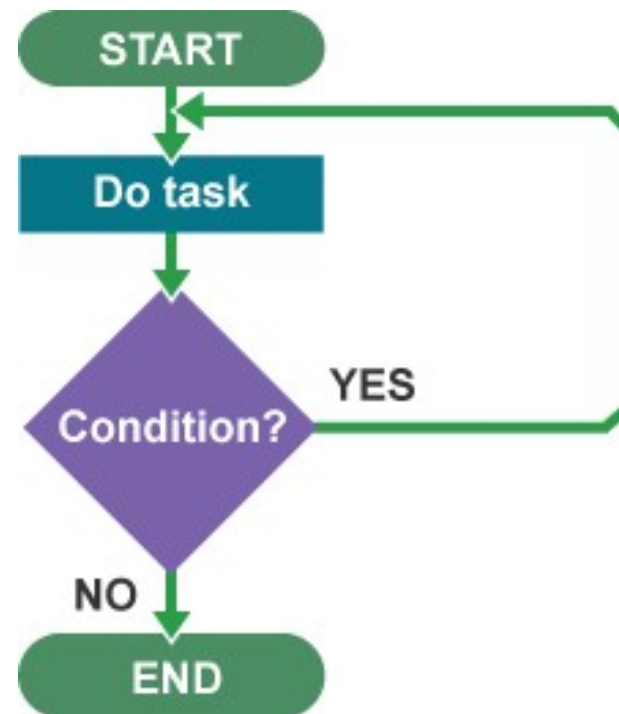 START
Do task
YES
Condition?
NO
END